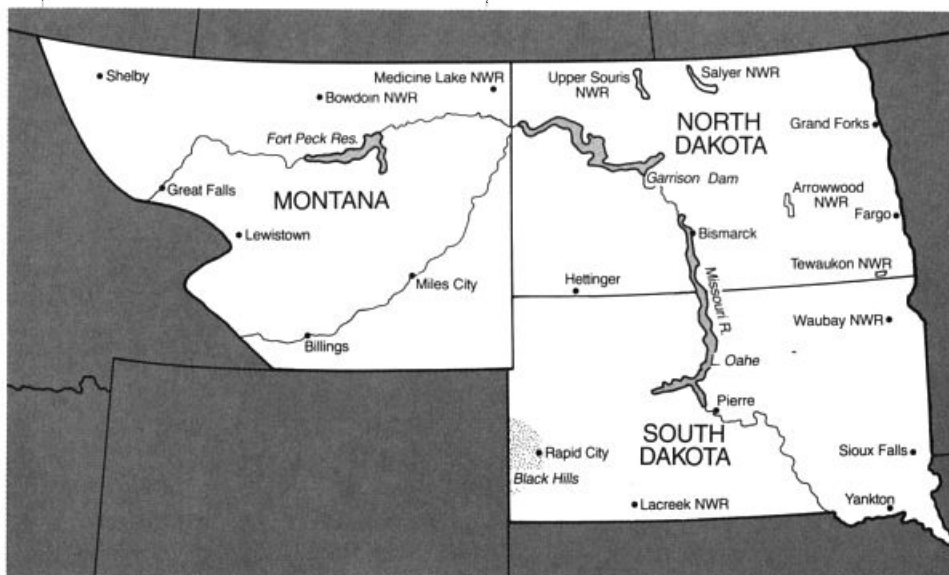 Shelby
Medicine Lake NWR
Bowdoin NWR
Fort Peck Res.
Great Falls
MONTANA
Lewistown
Miles City
Billings
Upper Souris
NWR
Salyer NWR
NORTH
DAKOTA
Grand Forks
Garrison Dam
Arrowwood
NWR
Fargo
Bismarck
Tewaukon NWR
Hettinger
Missouri R.
Waubay NWR
L. Oahe
Pierre
SOUTH
DAKOTA
Rapid City
Black Hills
Sioux Falls
Lacreek NWR
Yankton